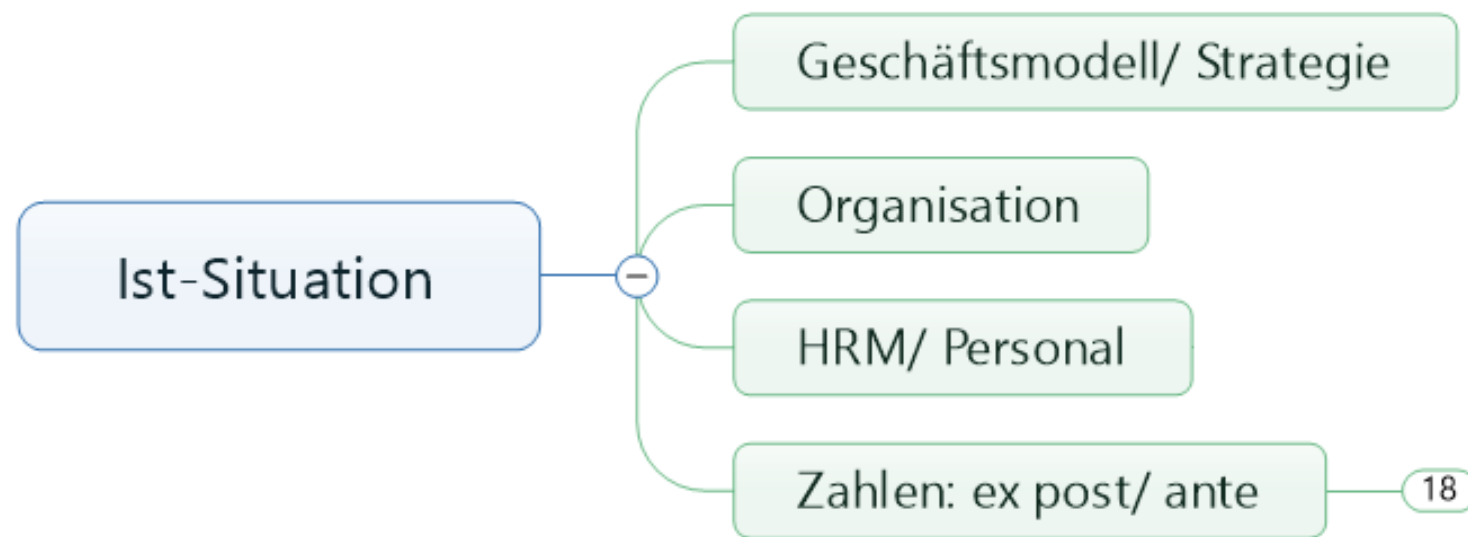 Geschäftsmodell/ Strategie
Organisation
Ist-Situation
HRM/ Personal
Zahlen: ex post/ ante
18